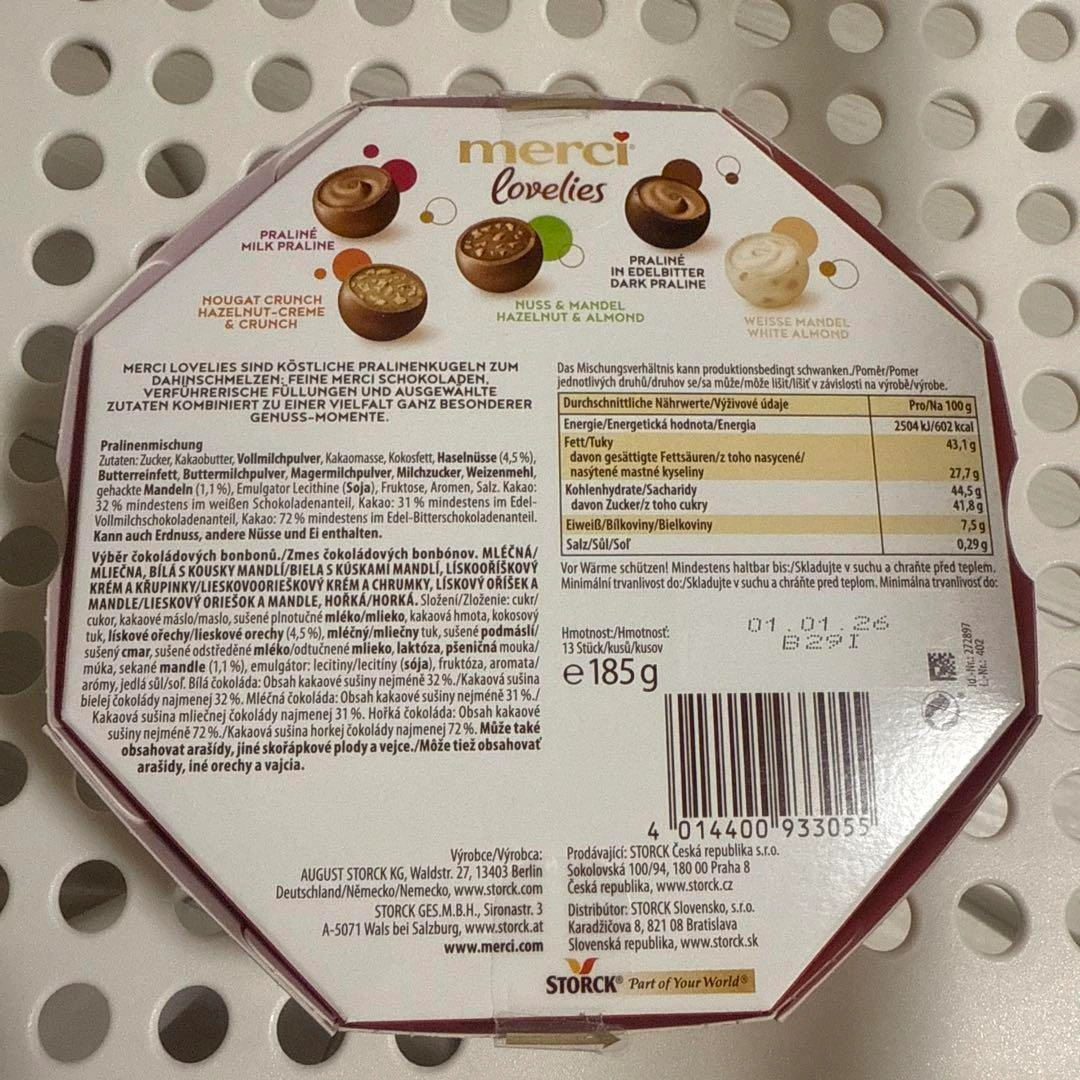 merci
lovelies
PRALINÉ
MILK PRALINE
NOUGAT CRUNCH
HAZELNUT-CREME
& CRUNCH
NUSS & MANDEL
HAZELNUT & ALMOND
PRALINÉ
IN EDELBITTER
DARK PRALINE
WEISSE MANDEL
WHITE ALMOND
MERCI LOVELIES SIND KÖSTLICHE PRALINENKUGELN ZUM
DAHINSCHMELZEN: FEINE MERCI SCHOKOLADEN,
VERFÜHRERISCHE FÜLLUNGEN UND AUSGEWÄHLTE
ZUTATEN KOMBINIERT ZU EINER VIELFALT GANZ BESONDERER
GENUSS-MOMENTE.
Pralinenmischung
Zutaten: Zucker, Kakaobutter, Vollmilchpulver, Kakaomasse, Kokosfett, Haselnüsse (4,5 %),
Butterreinfett, Buttermilchpulver, Magermilchpulver, Milchzucker, Weizenmehl,
gehackte Mandeln (1,1 %), Emulgator Lecithine (Soja), Fruktose, Aromen, Salz. Kakao:
32 % mindestens im weißen Schokoladenanteil, Kakao: 31 % mindestens im Edel-
Vollmilchschokoladenanteil, Kakao: 72 % mindestens im Edel-Bitterschokoladenanteil.
Kann auch Erdnuss, andere Nüsse und Ei enthalten.
Výběr čokoládových bonbonů./Zmes čokoládových bonbónov. MLÉČNÁ/
MLIEČNA, BÍLÁ S KOUSKY MANDLÍ/BIELA S KÚSKAMI MANDLÍ, LÍSKOOŘÍŠKOVÝ
KRÉM A KŘUPINKY/LIESKOVOORIEŠKOVÝ KRÉM A CHRUMKY, LÍSKOVÝ OŘÍŠEK A
MANDLE/LIESKOVÝ ORIEŠOK A MANDLE, HOŘKÁ/HORKÁ. Složení/Zloženie: cukr/
cukor, kakaové máslo/maslo, sušené plnotučné mléko/mlieko, kakaová hmota, kokosový
tuk, lískové ořechy/lieskové orechy (4,5 %), mléčný/mliečny tuk, sušené podmáslí/
sušený cmar, sušené odstředěné mléko/odtučnené mlieko, laktóza, pšeničná mouka/
múka, sekané mandle (1,1 %), emulgátor: lecitiny/lecitíny (sója), fruktóza, aromata/
arómy, jedlá sůl/soľ. Bílá čokoláda: Obsah kakaové sušiny nejméně 32 %./Kakaová sušina
bielej čokolády najmenej 32 %. Mléčná čokoláda: Obsah kakaové sušiny nejméně 31 %./
Kakaová sušina mliečnej čokolády najmenej 31 %. Hořká čokoláda: Obsah kakaové
sušiny nejméně 72 %./Kakaová sušina horkej čokolády najmenej 72 %. Může také
obsahovat arašídy, jiné skořápkové plody a vejce./Môže tiež obsahovať
arašidy, iné orechy a vajcia.
Das Mischungsverhältnis kann produktionsbedingt schwanken./Poměr/Pomer
jednotlivých druhů/druhov se/sa může/môže lišit/líšiť v závislosti na výrobě/výrobe.
Durchschnittliche Nährwerte/Výživové údaje Pro/Na 100 g
Energie/Energetická hodnota/Energia 2504 kJ/602 kcal
Fett/Tuky 43,1 g
davon gesättigte Fettsäuren/z toho nasycené/
nasýtené mastné kyseliny 27,7 g
Kohlenhydrate/Sacharidy 44,5 g
davon Zucker/z toho cukry 41,8 g
Eiweiß/Bílkoviny/Bielkoviny 7,5 g
Salz/Sůl/Soľ 0,29 g
Vor Wärme schützen! Mindestens haltbar bis:/Skladujte v suchu a chraňte před teplem.
Minimální trvanlivost do:/Skladujte v suchu a chráňte pred teplom. Minimálna trvanlivosť do:
01.01.26
B29I
Hmotnost:/Hmotnosť:
13 Stück/kusů/kusov
e 185 g
Id.-Nr.: 272897
L.-Nr.: 402
4 014400 933055
Výrobce/Výrobca:
AUGUST STORCK KG, Waldstr. 27, 13403 Berlin
Deutschland/Německo/Nemecko, www.storck.com
STORCK GES.M.B.H., Sironastr. 3
A-5071 Wals bei Salzburg, www.storck.at
www.merci.com
Prodávající: STORCK Česká republika s.r.o.
Sokolovská 100/94, 180 00 Praha 8
Česká republika, www.storck.cz
Distribútor: STORCK Slovensko, s.r.o.
Karadžičova 8, 821 08 Bratislava
Slovenská republika, www.storck.sk
STORCK® Part of Your World®